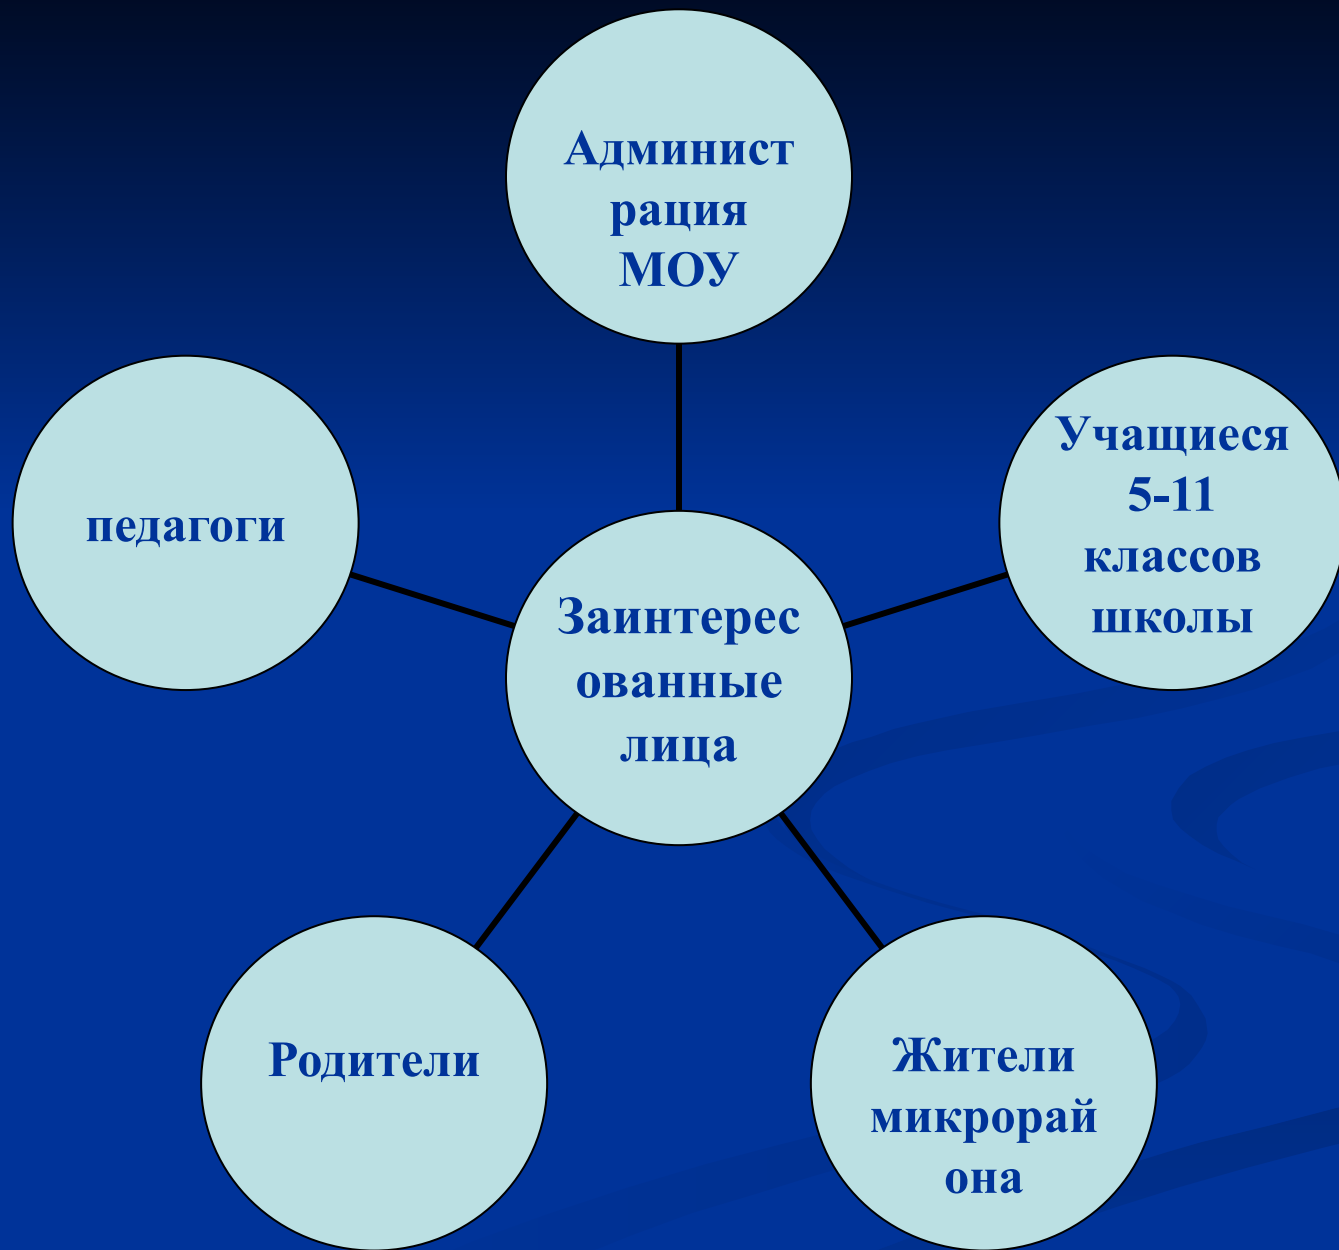 Админист
рация
МОУ
Учащиеся
5-11
классов
школы
педагоги
Заинтерес
ованные
лица
Родители
Жители
микрорай
она